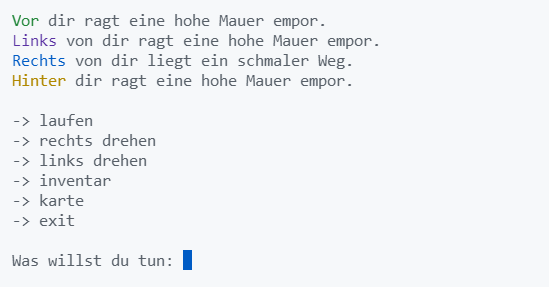 Vor dir ragt eine hohe Mauer empor.
Links von dir ragt eine hohe Mauer empor.
Rechts von dir liegt ein schmaler Weg.
Hinter dir ragt eine hohe Mauer empor.
-> laufen
-> rechts drehen
-> links drehen
-> inventar
-> karte
-> exit
Was willst du tun: